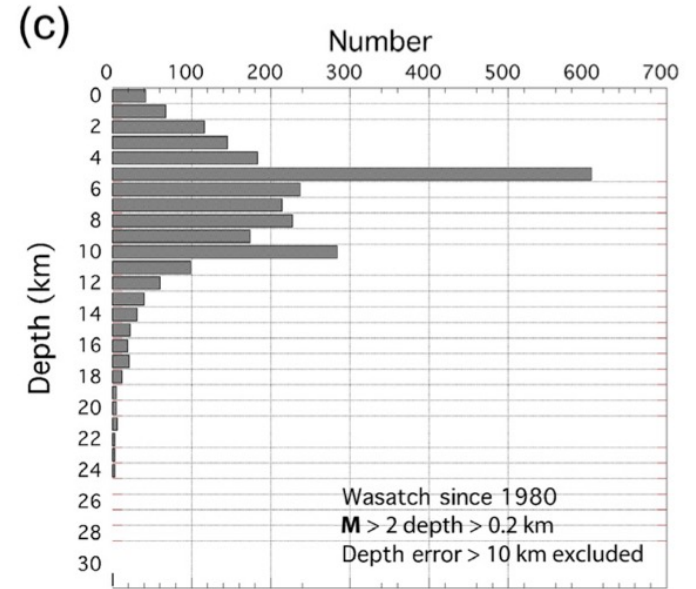 (c)
Number
0 100 200 300 400 500 600 700
0
2
4
6
8
10
12
14
16
18
20
22
24
26
28
30
Depth (km)
Wasatch since 1980
M > 2 depth > 0.2 km
Depth error > 10 km excluded